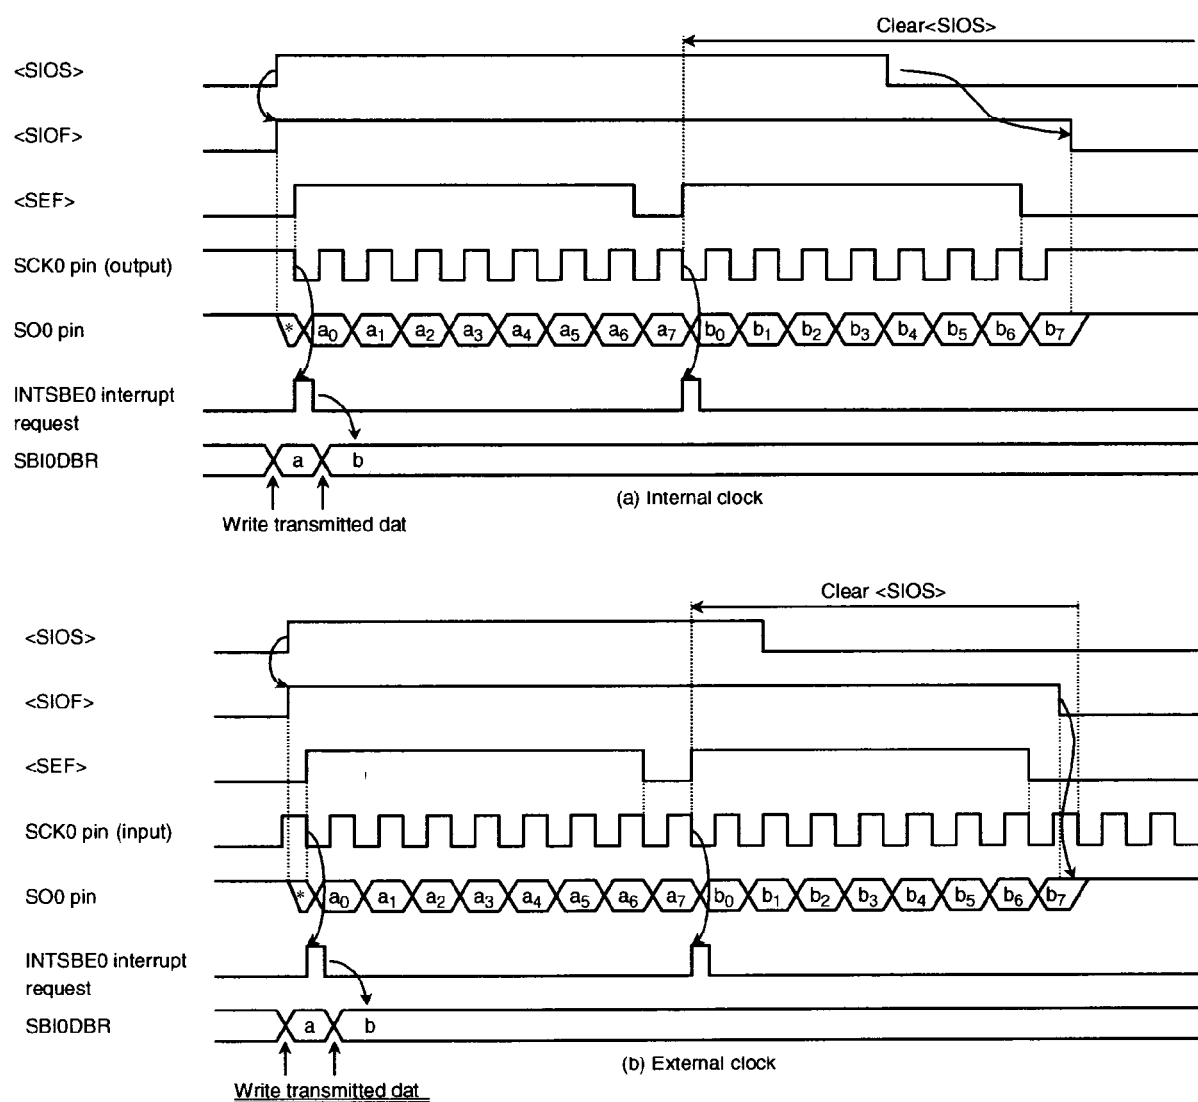 Clear<SIOS>
<SIOS>
<SIOF>
<SEF>
SCK0 pin (output)
SO0 pin
* a0 a1 a2 a3 a4 a5 a6 a7 b0 b1 b2 b3 b4 b5 b6 b7
INTSBE0 interrupt
request
SBI0DBR
a b
(a) Internal clock
Write transmitted dat
Clear <SIOS>
<SIOS>
<SIOF>
<SEF>
SCK0 pin (input)
SO0 pin
* a0 a1 a2 a3 a4 a5 a6 a7 b0 b1 b2 b3 b4 b5 b6 b7
INTSBE0 interrupt
request
SBI0DBR
a b
(b) External clock
Write transmitted dat